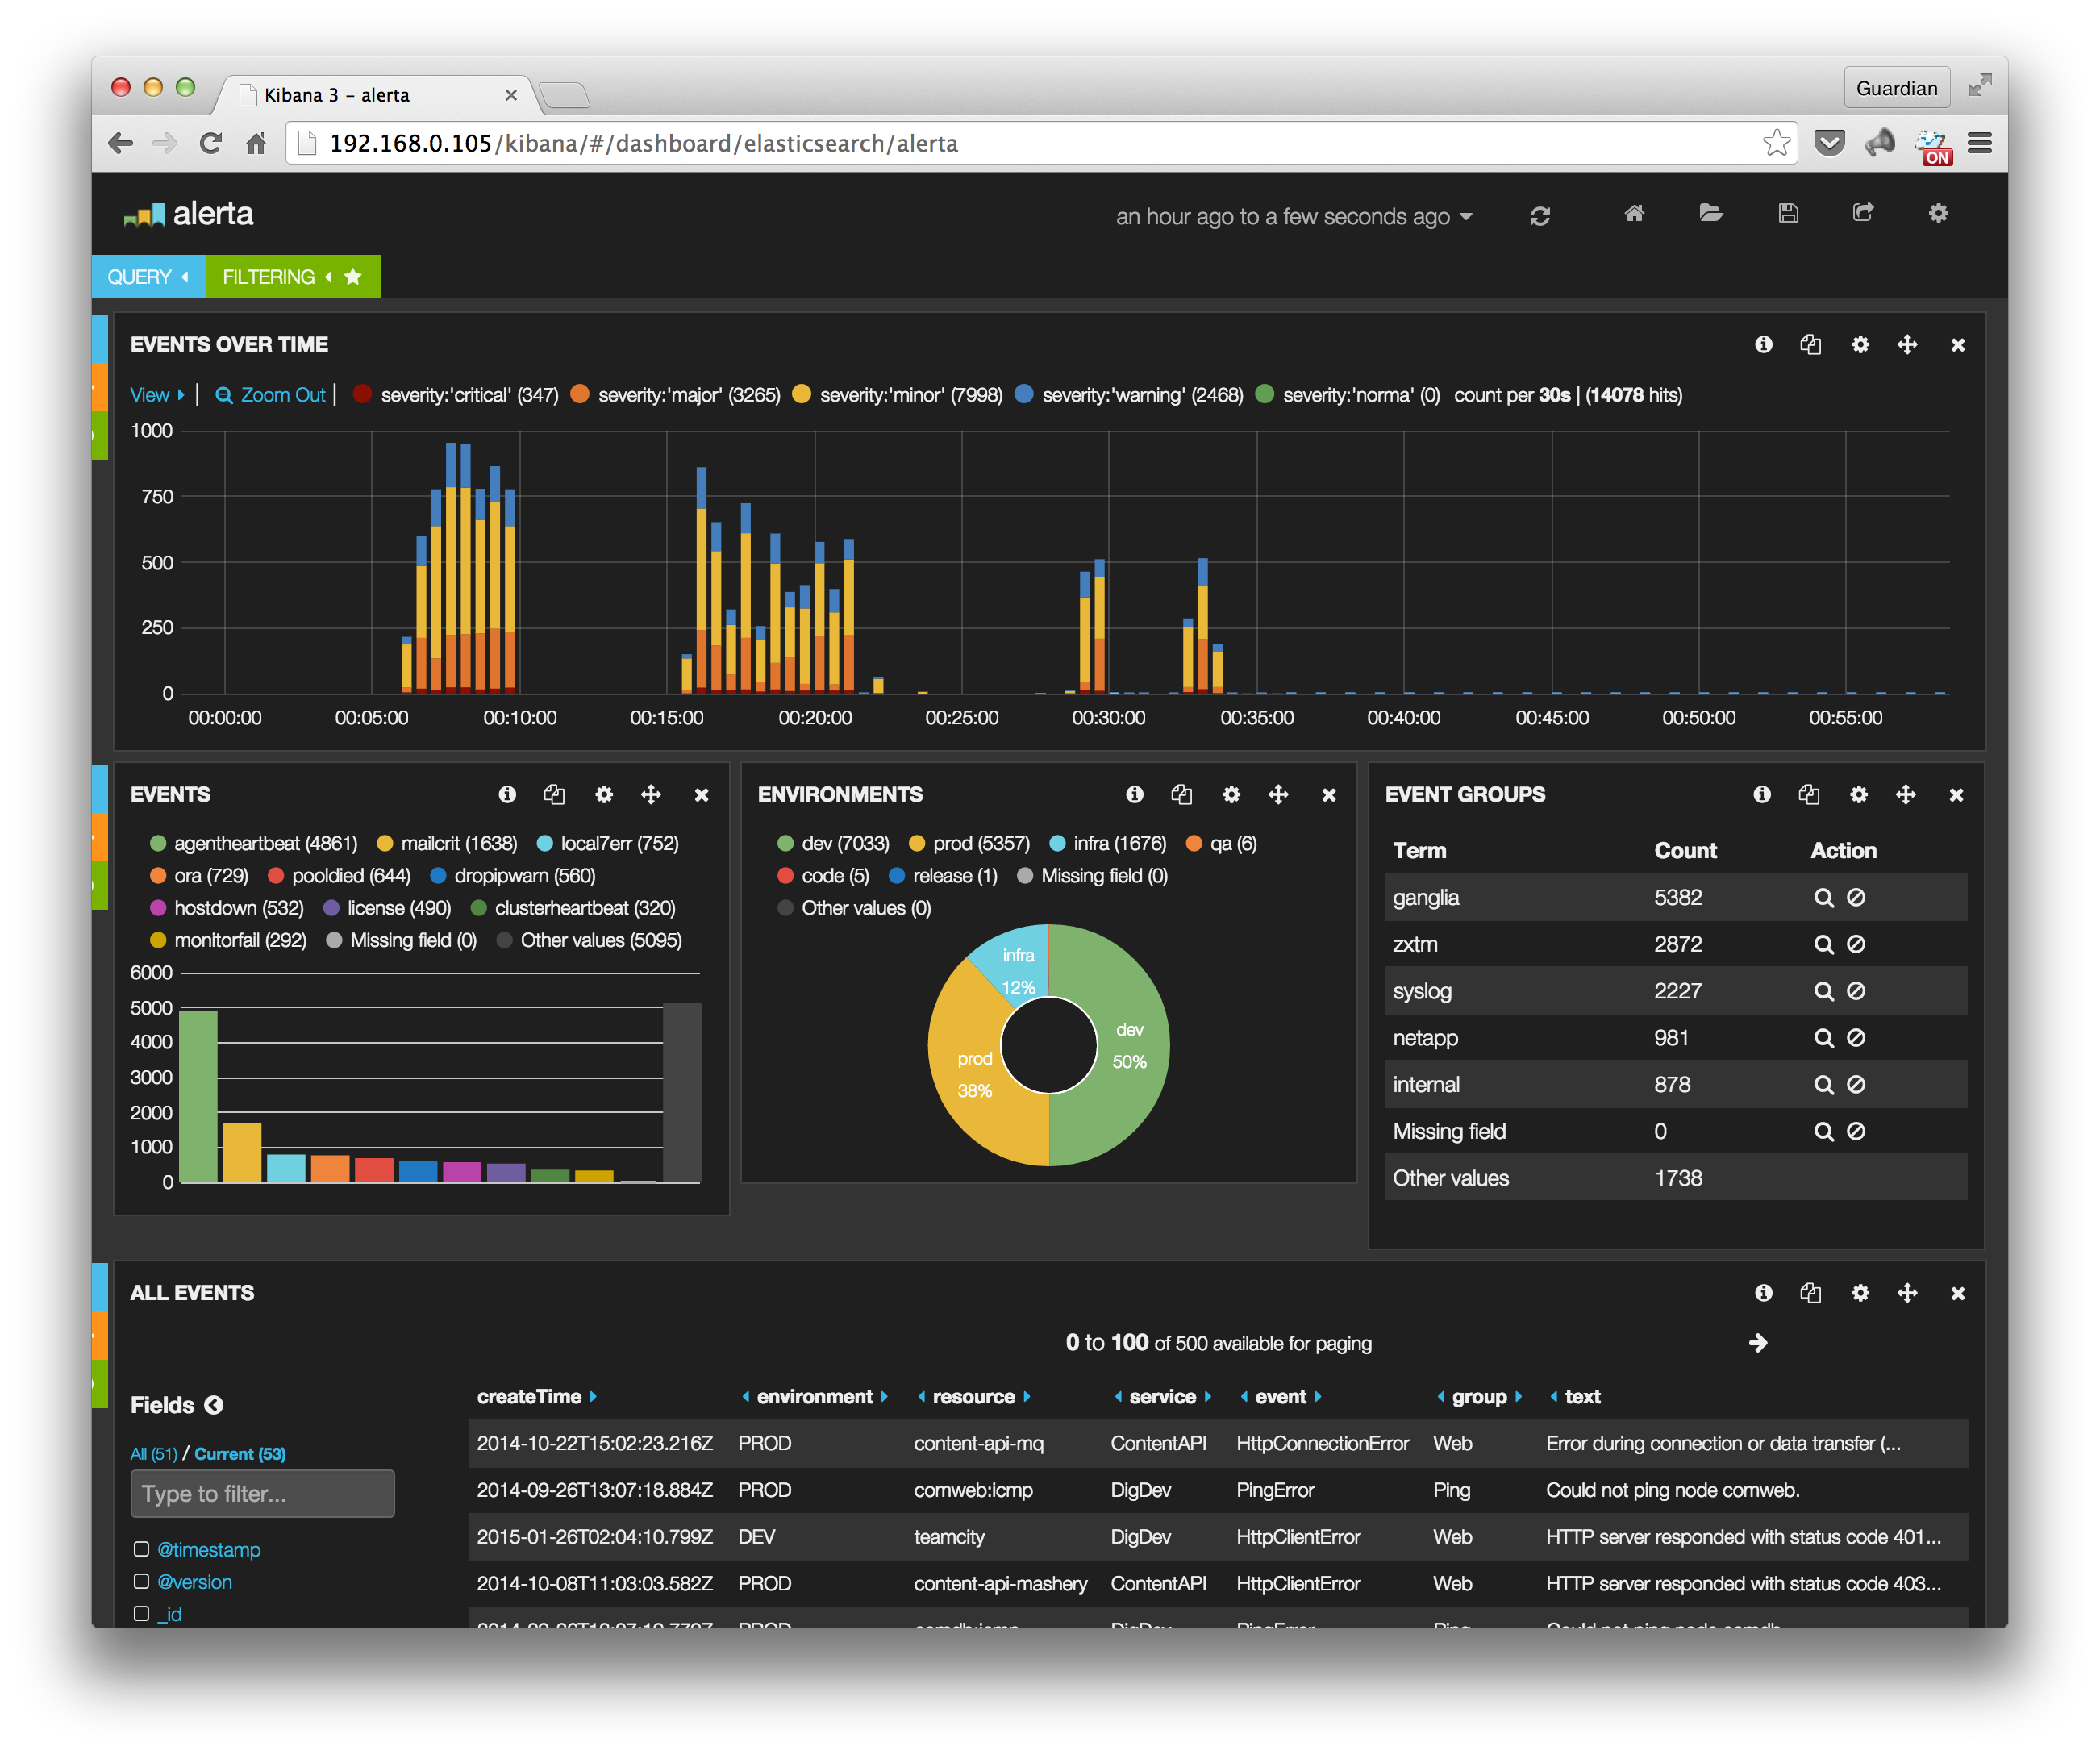 Kibana 3 - alerta
Guardian
192.168.0.105/kibana/#/dashboard/elasticsearch/alerta
ON
alerta
an hour ago to a few seconds ago
QUERY FILTERING
EVENTS OVER TIME
View | Zoom Out | severity:'critical' (347) severity:'major' (3265) severity:'minor' (7998) severity:'warning' (2468) severity:'norma' (0) count per 30s | (14078 hits)
1000
750
500
250
0
00:00:00 00:05:00 00:10:00 00:15:00 00:20:00 00:25:00 00:30:00 00:35:00 00:40:00 00:45:00 00:50:00 00:55:00
EVENTS
agentheartbeat (4861) mailcrit (1638) local7err (752)
ora (729) pooldied (644) dropipwarn (560)
hostdown (532) license (490) clusterheartbeat (320)
monitorfail (292) Missing field (0) Other values (5095)
6000
5000
4000
3000
2000
1000
0
ENVIRONMENTS
dev (7033) prod (5357) infra (1676) qa (6)
code (5) release (1) Missing field (0)
Other values (0)
infra
12%
dev
50%
prod
38%
EVENT GROUPS
Term Count Action
ganglia 5382
zxtm 2872
syslog 2227
netapp 981
internal 878
Missing field 0
Other values 1738
ALL EVENTS
0 to 100 of 500 available for paging
Fields
All (51) / Current (53)
Type to filter...
@timestamp
@version
_id
createTime environment resource service event group text
2014-10-22T15:02:23.216Z PROD content-api-mq ContentAPI HttpConnectionError Web Error during connection or data transfer (...
2014-09-26T13:07:18.884Z PROD comweb:icmp DigDev PingError Ping Could not ping node comweb.
2015-01-26T02:04:10.799Z DEV teamcity DigDev HttpClientError Web HTTP server responded with status code 401...
2014-10-08T11:03:03.582Z PROD content-api-mashery ContentAPI HttpClientError Web HTTP server responded with status code 403...